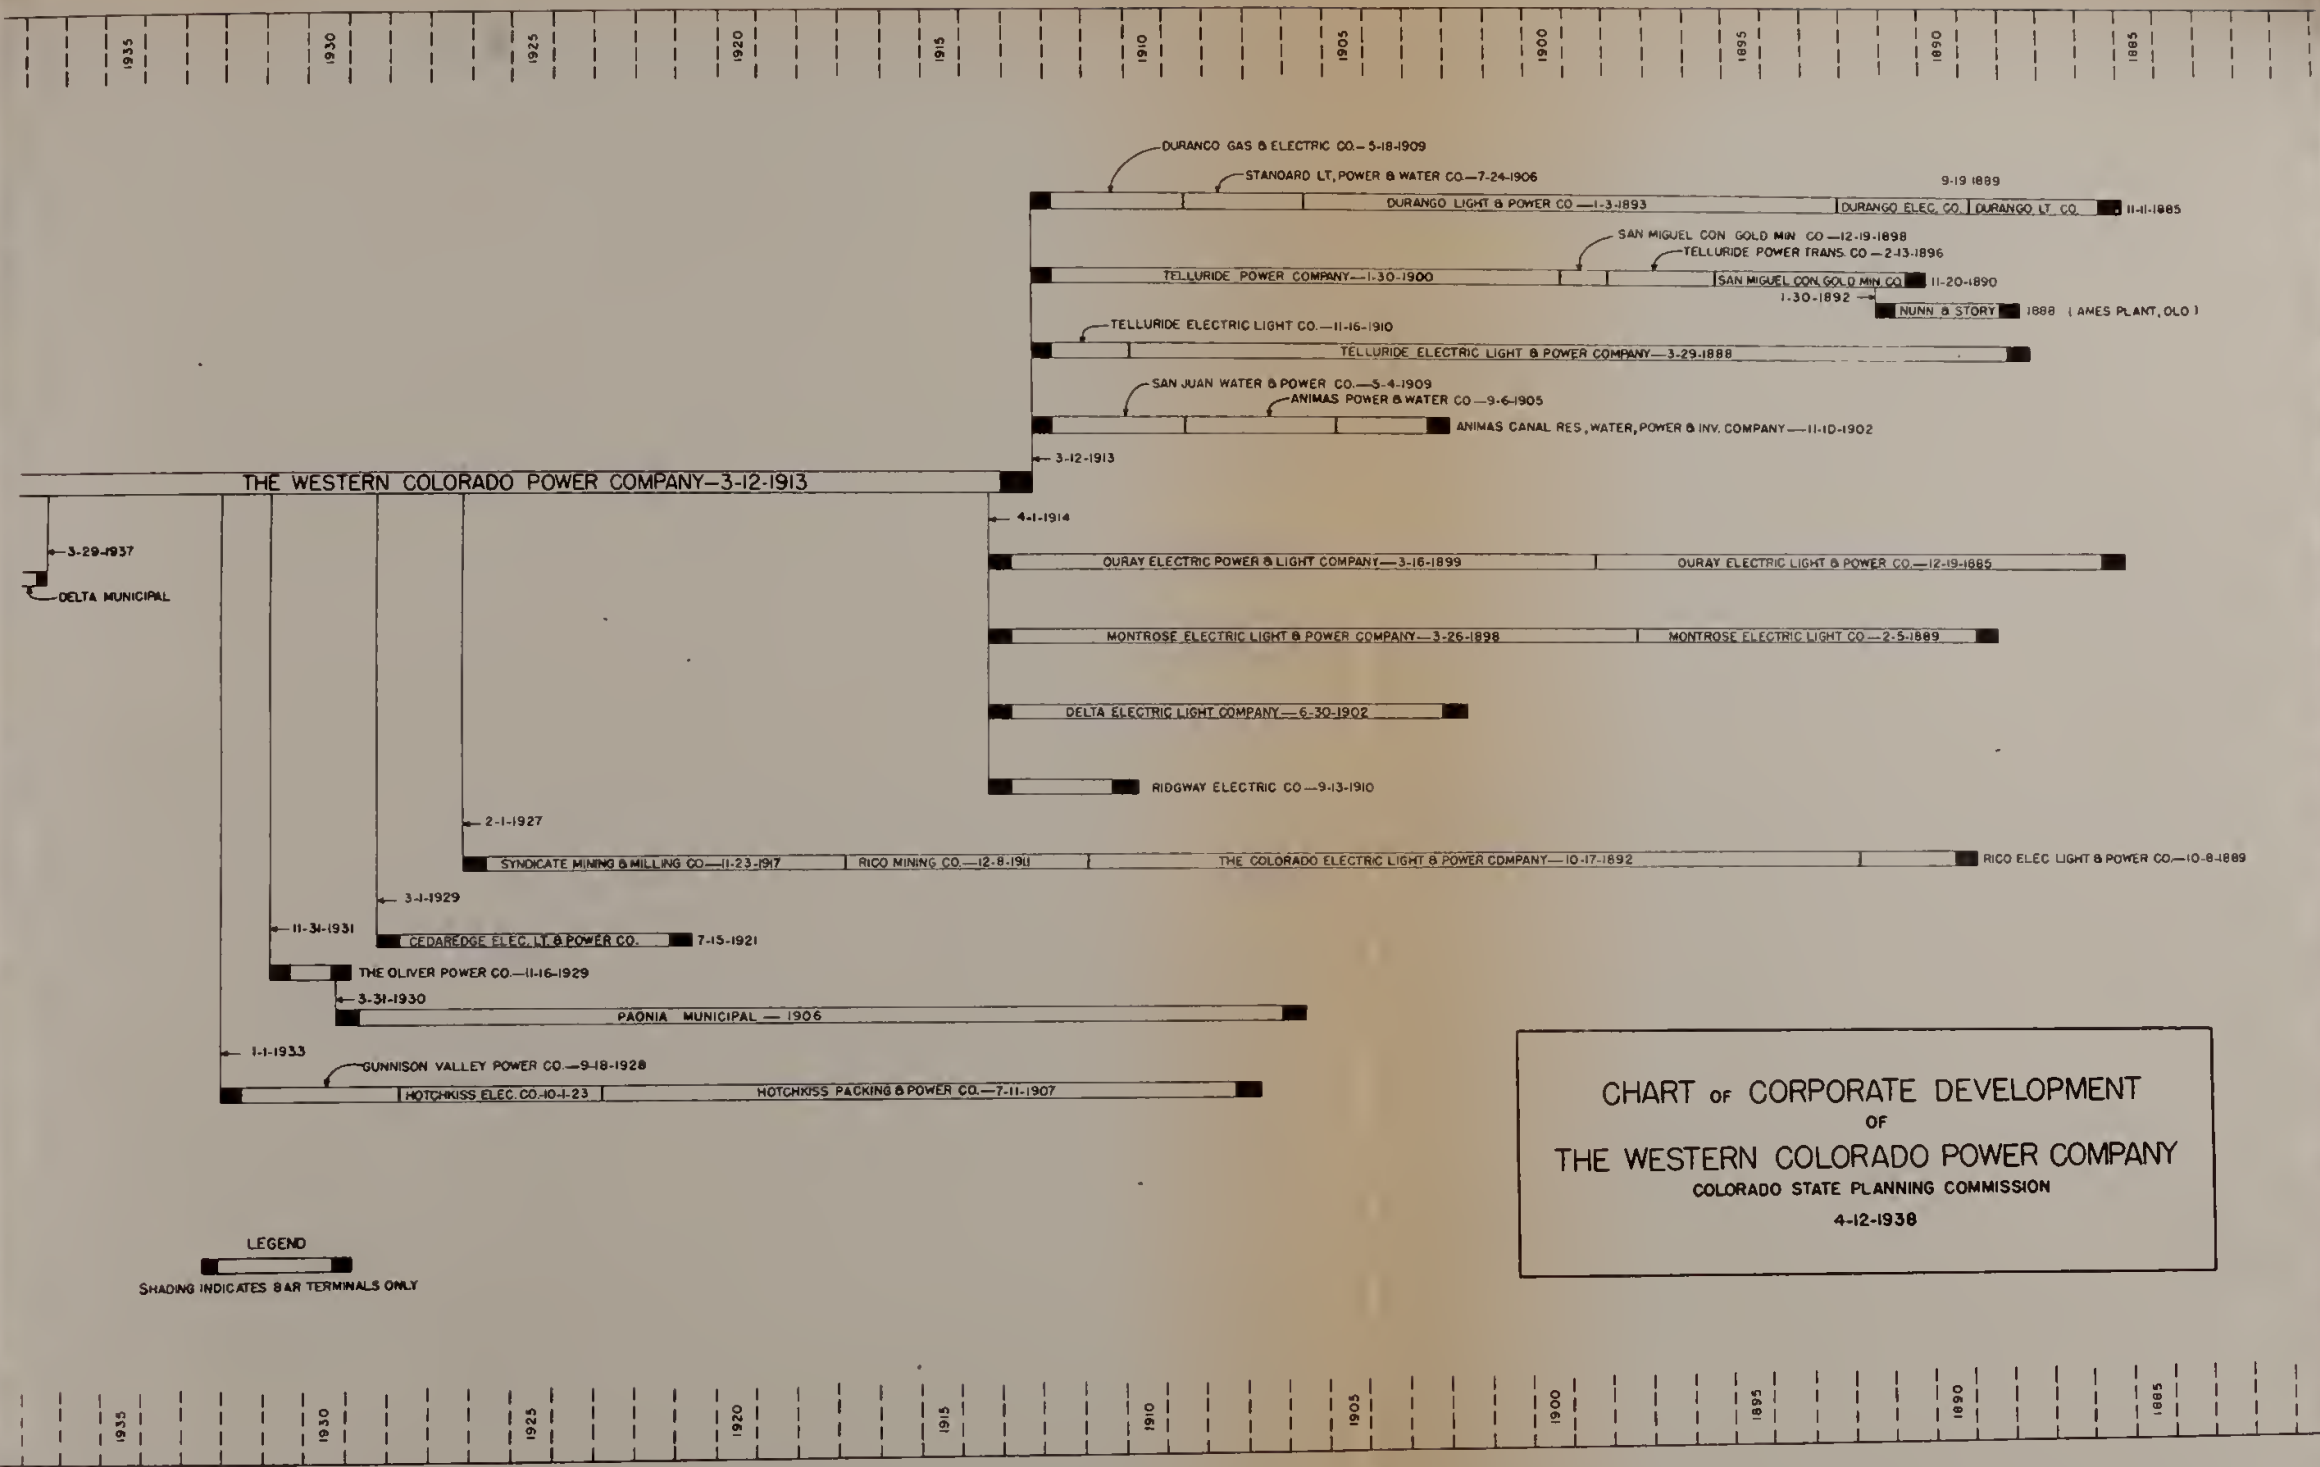 1935 1930 1925 1920 1915 1910 1905 1900 1895 1890 1885
DURANGO GAS & ELECTRIC CO.—5-18-1909
STANDARD LT, POWER & WATER CO.—7-24-1906
9-19 1889
DURANGO LIGHT & POWER CO —1-3-1893
DURANGO ELEC. CO.
DURANGO LT. CO.
11-11-1885
SAN MIGUEL CON GOLD MIN CO —12-19-1898
TELLURIDE POWER TRANS. CO —2-13-1896
TELLURIDE POWER COMPANY—1-30-1900
SAN MIGUEL CON. GOLD MIN. CO.
11-20-1890
1-30-1892
NUNN & STORY
1888 (AMES PLANT, OLD)
TELLURIDE ELECTRIC LIGHT CO.—11-16-1910
TELLURIDE ELECTRIC LIGHT & POWER COMPANY—3-29-1888
SAN JUAN WATER & POWER CO.—5-4-1909
ANIMAS POWER & WATER CO —9-6-1905
ANIMAS CANAL RES., WATER, POWER & INV. COMPANY—11-10-1902
3-12-1913
THE WESTERN COLORADO POWER COMPANY—3-12-1913
4-1-1914
3-29-1937
DELTA MUNICIPAL
OURAY ELECTRIC POWER & LIGHT COMPANY—3-16-1899
OURAY ELECTRIC LIGHT & POWER CO.—12-19-1885
MONTROSE ELECTRIC LIGHT & POWER COMPANY—3-26-1898
MONTROSE ELECTRIC LIGHT CO—2-5-1889
DELTA ELECTRIC LIGHT COMPANY—6-30-1902
RIDGWAY ELECTRIC CO—9-13-1910
2-1-1927
SYNDICATE MINING & MILLING CO—11-23-1917
RICO MINING CO.—12-8-1911
THE COLORADO ELECTRIC LIGHT & POWER COMPANY—10-17-1892
RICO ELEC LIGHT & POWER CO.—10-8-1889
3-1-1929
11-31-1931
CEDAREDGE ELEC. LT. & POWER CO.
7-15-1921
THE OLIVER POWER CO.—11-16-1929
3-31-1930
PAONIA MUNICIPAL — 1906
1-1-1933
GUNNISON VALLEY POWER CO.—9-18-1928
HOTCHKISS ELEC. CO.-10-1-23
HOTCHKISS PACKING & POWER CO.—7-11-1907
CHART OF CORPORATE DEVELOPMENT
OF
THE WESTERN COLORADO POWER COMPANY
COLORADO STATE PLANNING COMMISSION
4-12-1938
LEGEND
SHADING INDICATES BAR TERMINALS ONLY
1935 1930 1925 1920 1915 1910 1905 1900 1895 1890 1885